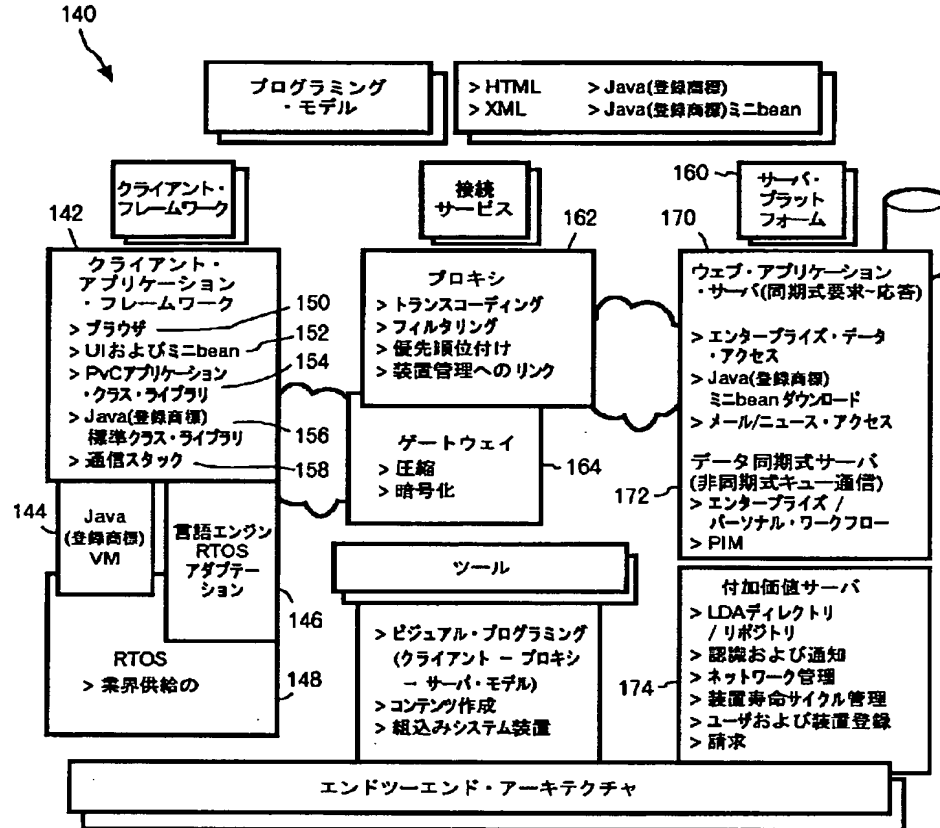 140
プログラミング
・モデル
> HTML
> XML
> Java(登録商標)
> Java(登録商標)ミニbean
クライアント・
フレームワーク
接続
サービス
160
サーバ・
プラット
フォーム
142
クライアント・
アプリケーション
・フレームワーク
> ブラウザ
> UIおよびミニbean
> PvCアプリケーション
・クラス・ライブラリ
> Java(登録商標)
標準クラス・ライブラリ
> 通信スタック
150
152
154
156
158
144
Java
(登録商標)
VM
言語エンジン
RTOS
アダプテー
ション
146
RTOS
> 業界供給の
148
162
プロキシ
> トランスコーディング
> フィルタリング
> 優先順位付け
> 装置管理へのリンク
ゲートウェイ
> 圧縮
> 暗号化
164
ツール
> ビジュアル・プログラミング
(クライアント － プロキシ
－ サーバ・モデル)
> コンテンツ作成
> 組込みシステム装置
170
ウェブ・アプリケーション
・サーバ(同期式要求~応答)
> エンタープライズ・データ
・アクセス
> Java(登録商標)
ミニbeanダウンロード
> メール/ニュース・アクセス
172
データ同期式サーバ
(非同期式キュー通信)
> エンタープライズ /
パーソナル・ワークフロー
> PIM
174
付加価値サーバ
> LDAディレクトリ
/ リポジトリ
> 認識および通知
> ネットワーク管理
> 装置寿命サイクル管理
> ユーザおよび装置登録
> 請求
エンドツーエンド・アーキテクチャ